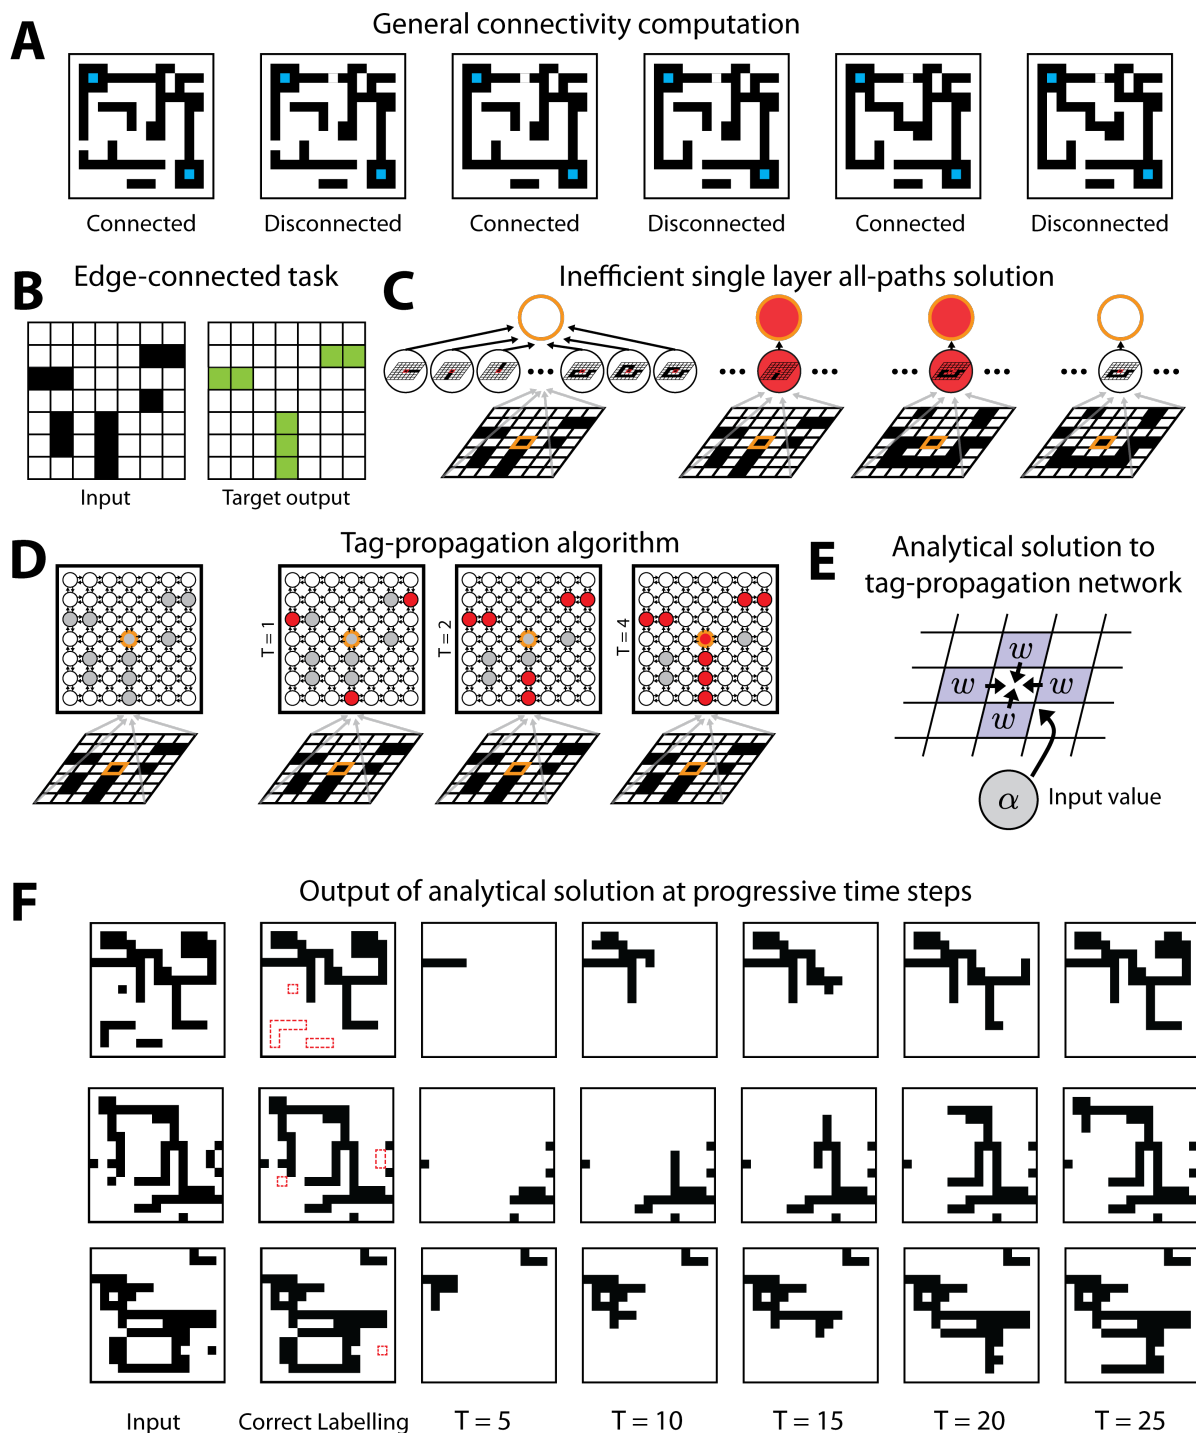 A
General connectivity computation
Connected
Disconnected
Connected
Disconnected
Connected
Disconnected
B
Edge-connected task
Input
Target output
C
Inefficient single layer all-paths solution
D
Tag-propagation algorithm
T = 1
T = 2
T = 4
E
Analytical solution to
tag-propagation network
w
w
w
w
α
Input value
F
Output of analytical solution at progressive time steps
Input
Correct Labelling
T = 5
T = 10
T = 15
T = 20
T = 25